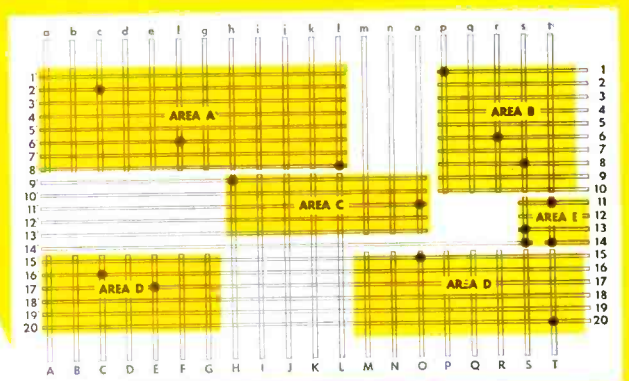 a b c d e f g h i j k l m n o p q r s t
1 1
2 2
3 3
4 AREA A AREA B 4
5 5
6 6
7 7
8 8
9 9
10 10
11 AREA C 11
12 AREA E 12
13 13
14 14
15 15
16 16
17 AREA D AREA D 17
18 18
19 19
20 20
A B C D E F G H I J K L M N O P Q R S T